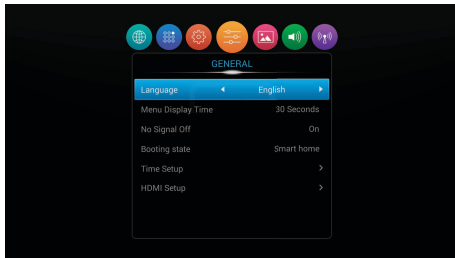 GENERAL
Language English
Menu Display Time 30 Seconds
No Signal Off On
Booting state Smart home
Time Setup
HDMI Setup